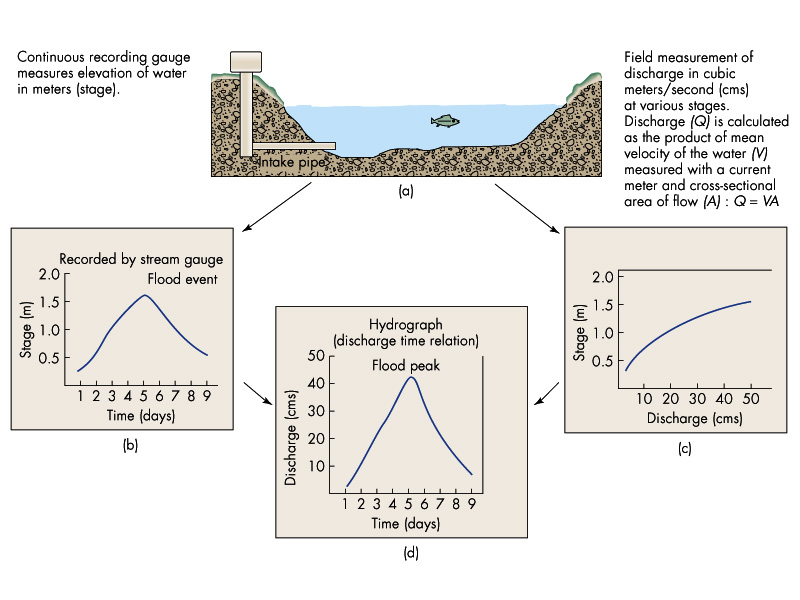 Continuous recording gauge
measures elevation of water
in meters (stage).
Field measurement of
discharge in cubic
meters/second (cms)
at various stages.
Discharge (Q) is calculated
as the product of mean
velocity of the water (V)
measured with a current
meter and cross-sectional
area of flow (A) : Q = VA
Intake pipe
(a)
Recorded by stream gauge
Flood event
2.0
1.5
1.0
0.5
Stage (m)
1 2 3 4 5 6 7 8 9
Time (days)
(b)
2.0
1.5
1.0
0.5
Stage (m)
10 20 30 40 50
Discharge (cms)
(c)
Hydrograph
(discharge time relation)
Flood peak
50
40
30
20
10
Discharge (cms)
1 2 3 4 5 6 7 8 9
Time (days)
(d)